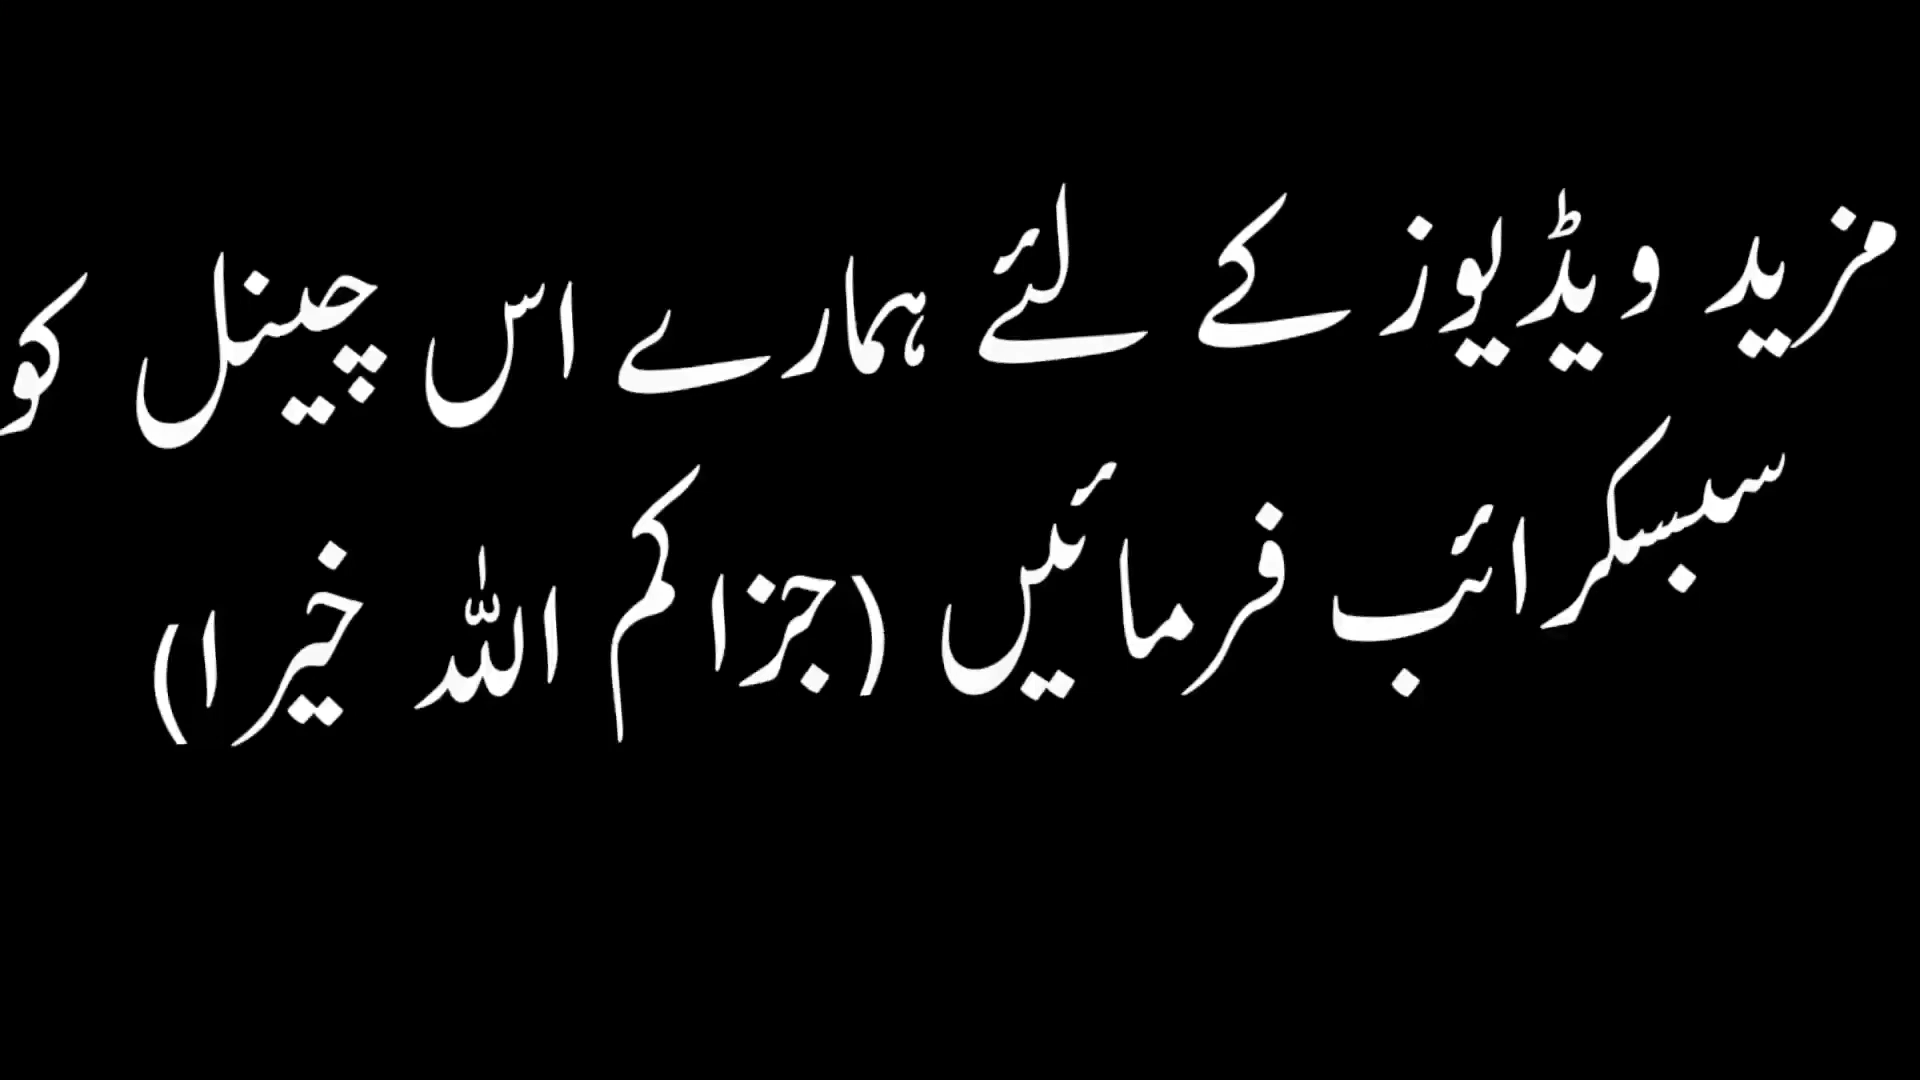 مزید ویڈیوز کے لئے ہمارے اس چینل کو
سبسکرائب فرمائیں (جزاکم اللہ خیرا)